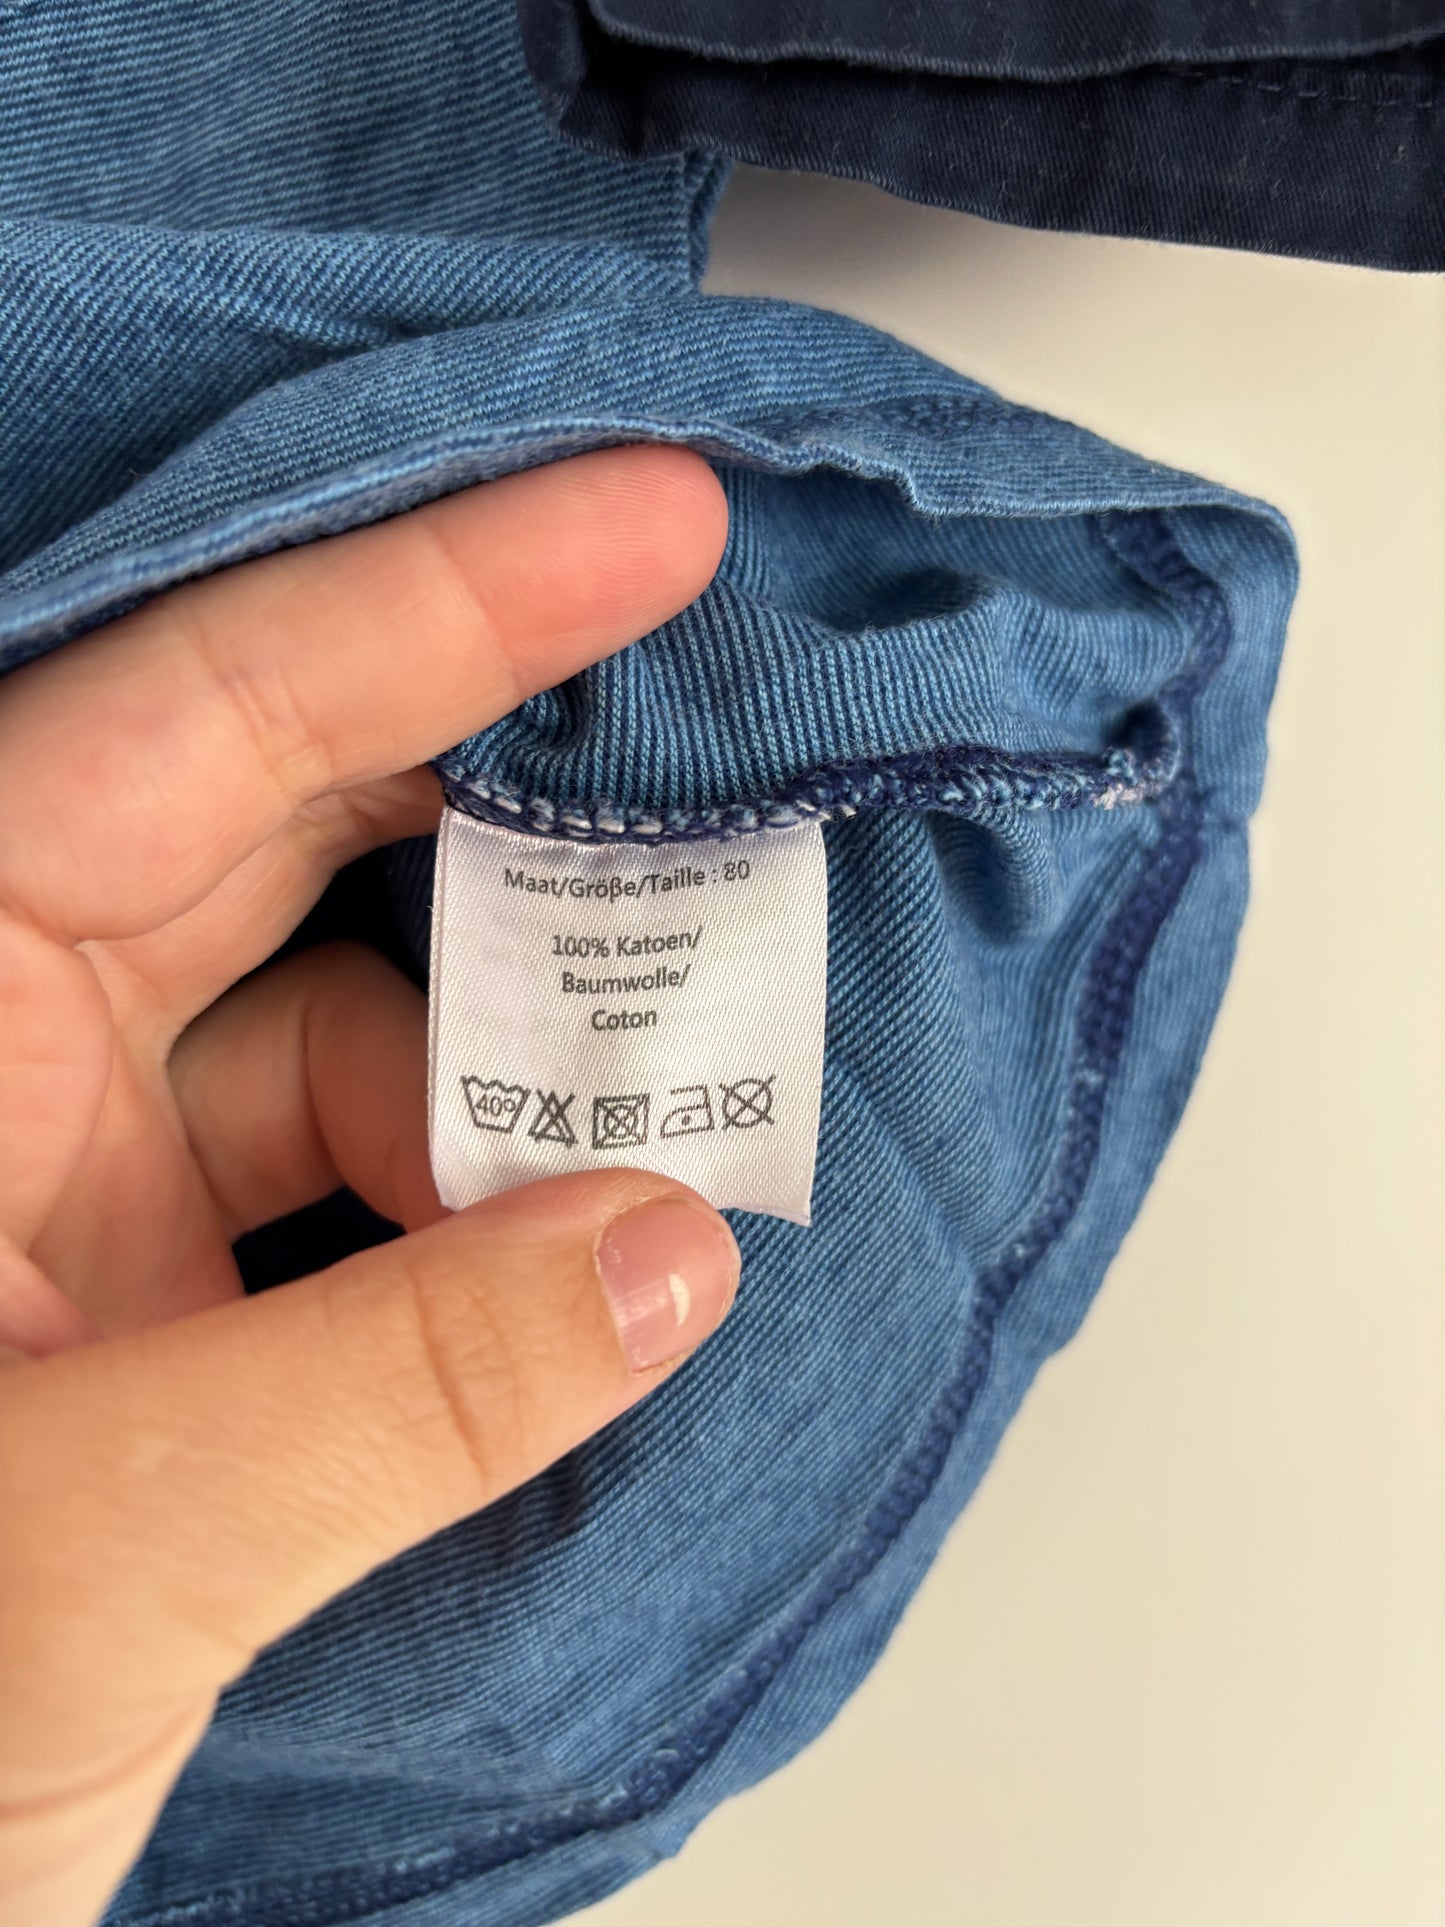 Maat/Größe/Taille : 80
100% Katoen/
Baumwolle/
Coton
40°